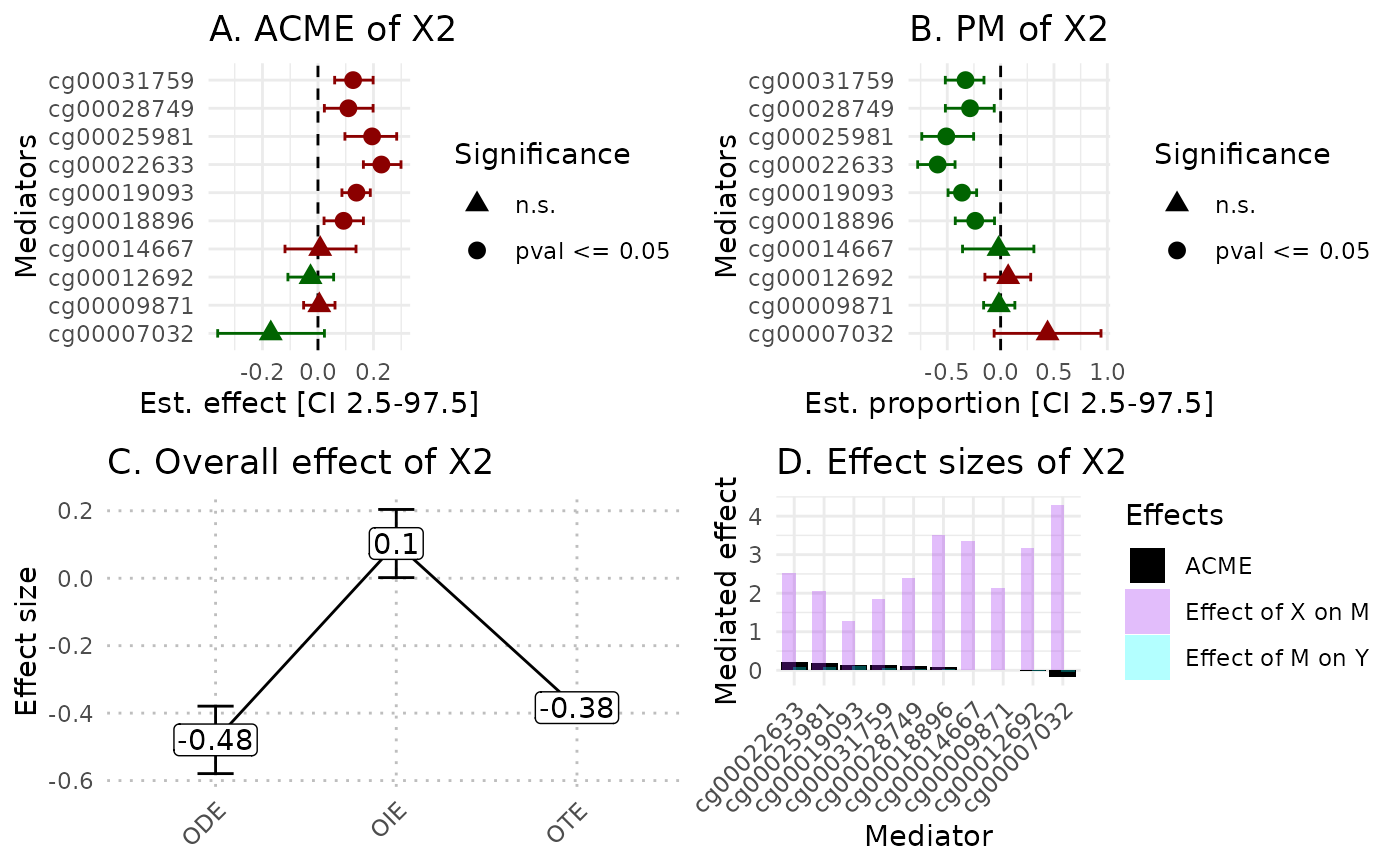 A. ACME of X2
Mediators
cg00031759
cg00028749
cg00025981
cg00022633
cg00019093
cg00018896
cg00014667
cg00012692
cg00009871
cg00007032
-0.2 0.0 0.2
Est. effect [CI 2.5-97.5]
Significance
n.s.
pval <= 0.05
B. PM of X2
Mediators
cg00031759
cg00028749
cg00025981
cg00022633
cg00019093
cg00018896
cg00014667
cg00012692
cg00009871
cg00007032
-0.5 0.0 0.5 1.0
Est. proportion [CI 2.5-97.5]
Significance
n.s.
pval <= 0.05
C. Overall effect of X2
Effect size
0.2
0.0
-0.2
-0.4
-0.6
-0.48
0.1
-0.38
ODE
OIE
OTE
D. Effect sizes of X2
Mediated effect
4
3
2
1
0
cg00022633
cg00025981
cg00019093
cg00031759
cg00028749
cg00018896
cg00014667
cg00009871
cg00012692
cg00007032
Mediator
Effects
ACME
Effect of X on M
Effect of M on Y